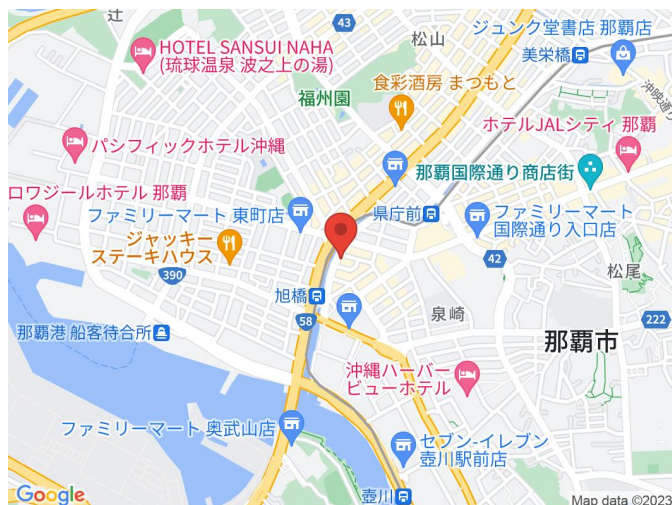 辻
43
松山
ジュンク堂書店 那覇店
美栄橋
沖映通り
HOTEL SANSUI NAHA
(琉球温泉 波之上の湯)
食彩酒房 まつもと
福州園
パシフィックホテル沖縄
ホテルJALシティ 那覇
那覇国際通り商店街
ロワジールホテル 那覇
ファミリーマート 東町店
県庁前
ファミリーマート
国際通り入口店
ジャッキー
ステーキハウス
42
松尾
390
旭橋
58
泉崎
222
那覇港 船客待合所
那覇市
沖縄ハーバー
ビューホテル
ファミリーマート 奥武山店
セブン-イレブン
壺川駅前店
壺川
Google
Map data ©2023